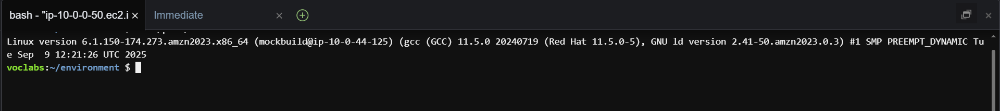 bash - "ip-10-0-0-50.ec2.i
Immediate
Linux version 6.1.150-174.273.amzn2023.x86_64 (mockbuild@ip-10-0-44-125) (gcc (GCC) 11.5.0 20240719 (Red Hat 11.5.0-5), GNU ld version 2.41-50.amzn2023.0.3) #1 SMP PREEMPT_DYNAMIC Tu
e Sep  9 12:21:26 UTC 2025
voclabs:~/environment $